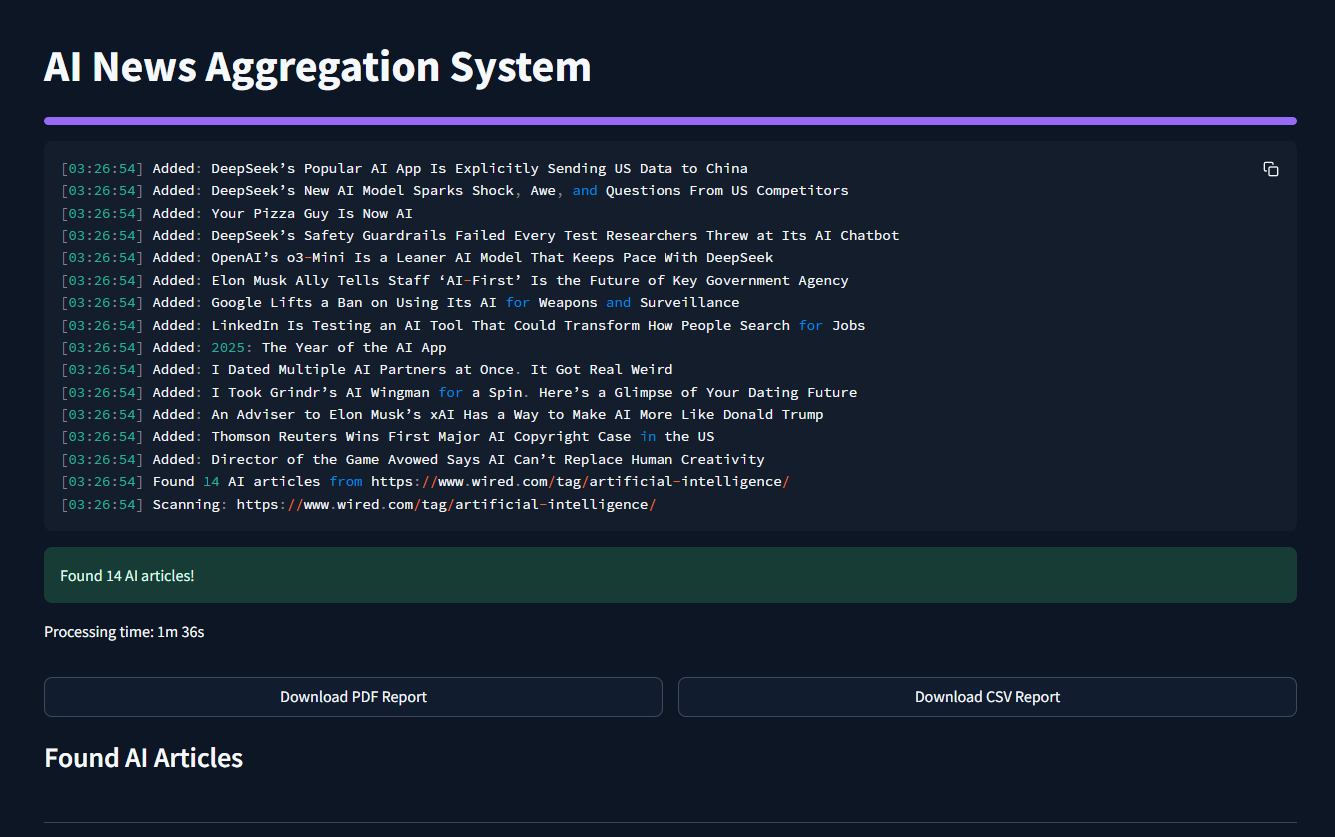 AI News Aggregation System
[03:26:54] Added: DeepSeek’s Popular AI App Is Explicitly Sending US Data to China
[03:26:54] Added: DeepSeek’s New AI Model Sparks Shock, Awe, and Questions From US Competitors
[03:26:54] Added: Your Pizza Guy Is Now AI
[03:26:54] Added: DeepSeek’s Safety Guardrails Failed Every Test Researchers Threw at Its AI Chatbot
[03:26:54] Added: OpenAI’s o3-Mini Is a Leaner AI Model That Keeps Pace With DeepSeek
[03:26:54] Added: Elon Musk Ally Tells Staff ‘AI-First’ Is the Future of Key Government Agency
[03:26:54] Added: Google Lifts a Ban on Using Its AI for Weapons and Surveillance
[03:26:54] Added: LinkedIn Is Testing an AI Tool That Could Transform How People Search for Jobs
[03:26:54] Added: 2025: The Year of the AI App
[03:26:54] Added: I Dated Multiple AI Partners at Once. It Got Real Weird
[03:26:54] Added: I Took Grindr’s AI Wingman for a Spin. Here’s a Glimpse of Your Dating Future
[03:26:54] Added: An Adviser to Elon Musk’s xAI Has a Way to Make AI More Like Donald Trump
[03:26:54] Added: Thomson Reuters Wins First Major AI Copyright Case in the US
[03:26:54] Added: Director of the Game Avowed Says AI Can’t Replace Human Creativity
[03:26:54] Found 14 AI articles from https://www.wired.com/tag/artificial-intelligence/
[03:26:54] Scanning: https://www.wired.com/tag/artificial-intelligence/
Found 14 AI articles!
Processing time: 1m 36s
Download PDF Report
Download CSV Report
Found AI Articles